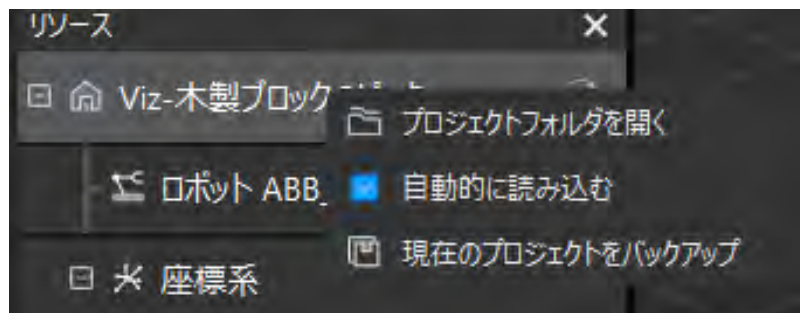 リソース
Viz-木製ブロック
プロジェクトフォルダを開く
ロボット ABB_
自動的に読み込む
現在のプロジェクトをバックアップ
座標系